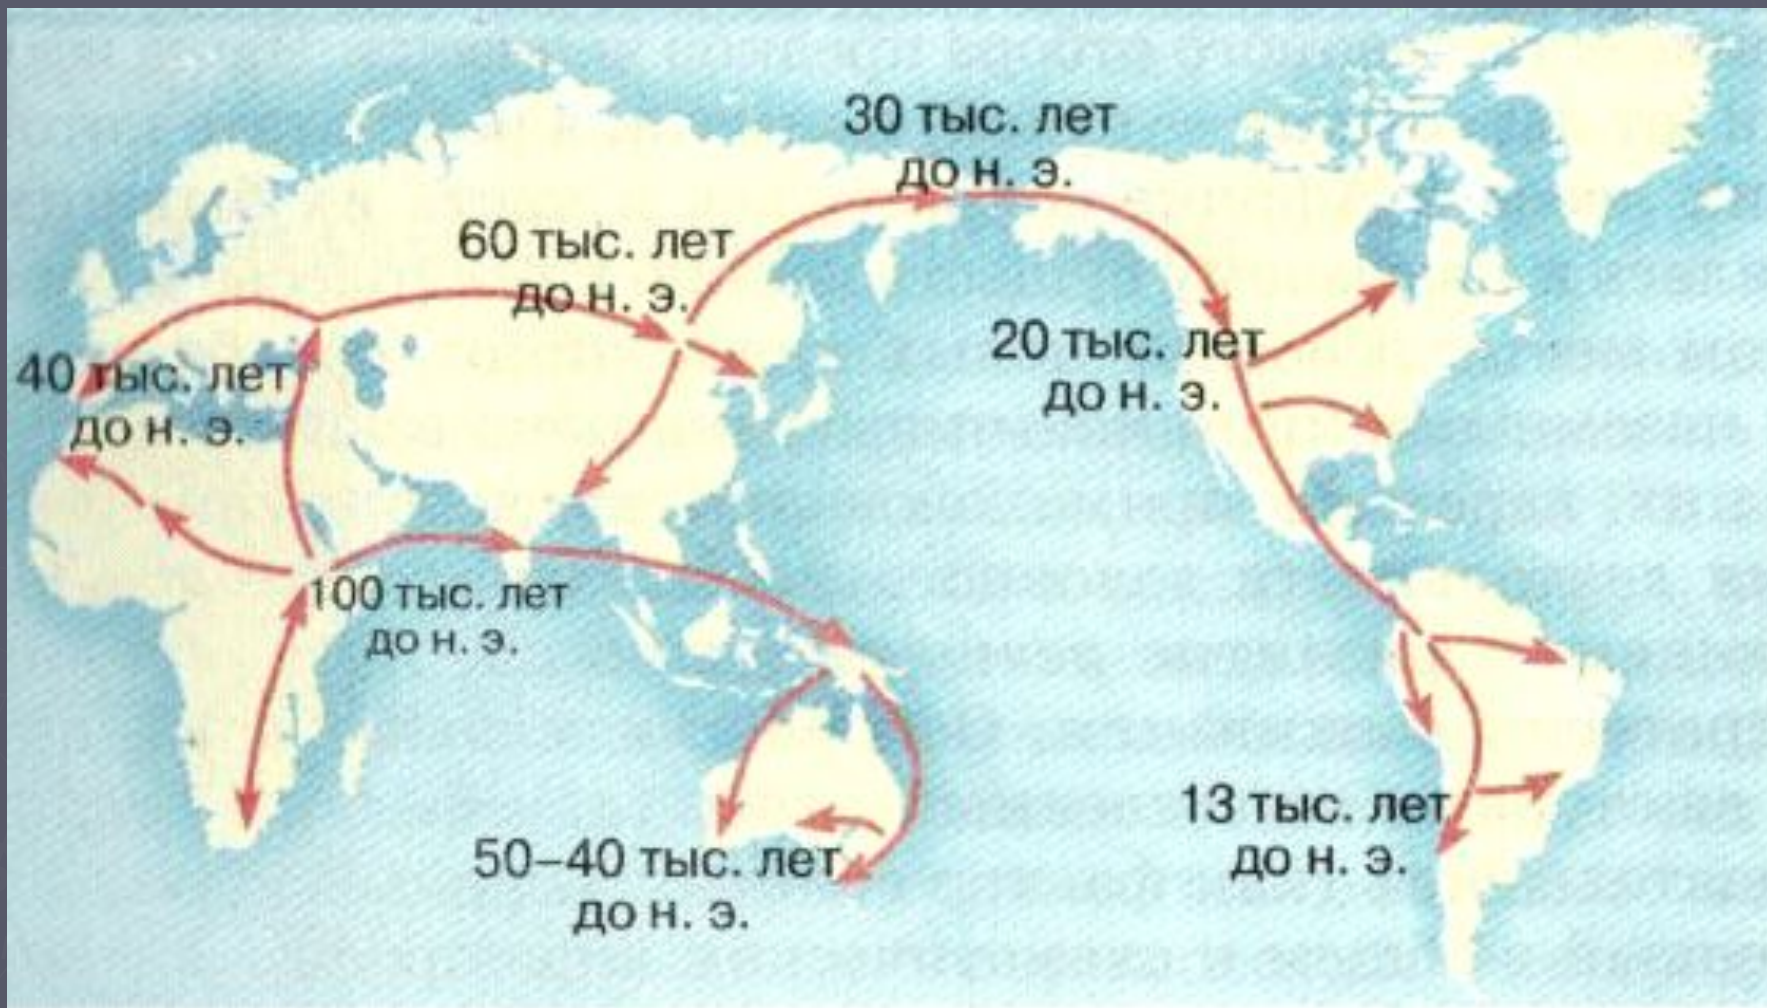 30 тыс. лет
до н. э.
60 тыс. лет
до н. э.
40 тыс. лет
до н. э.
20 тыс. лет
до н. э.
100 тыс. лет
до н. э.
50–40 тыс. лет
до н. э.
13 тыс. лет
до н. э.